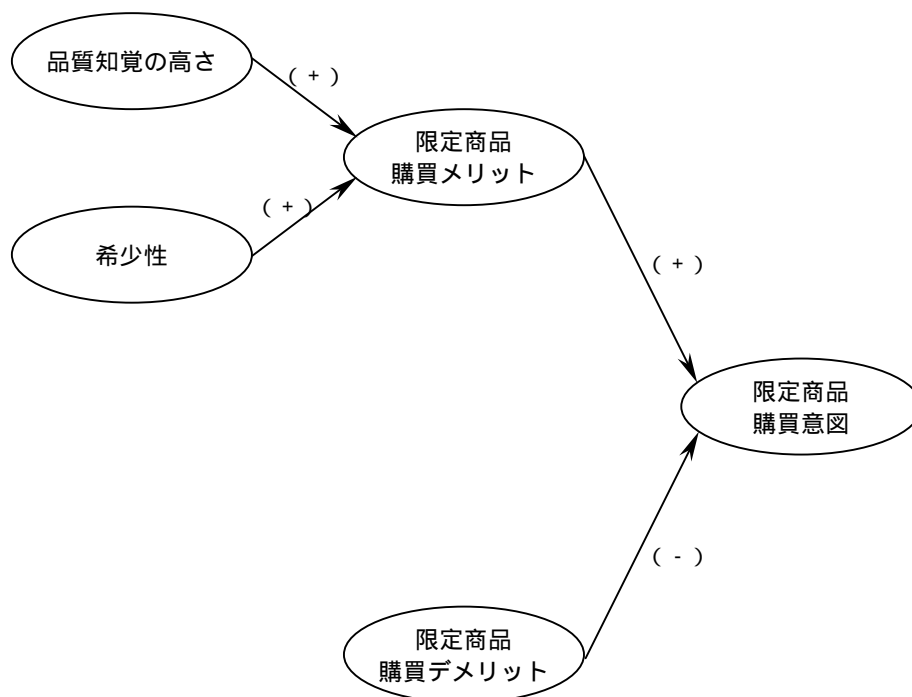 品質知覚の高さ
( + )
限定商品
購買メリット
( + )
希少性
( + )
限定商品
購買意図
( - )
限定商品
購買デメリット